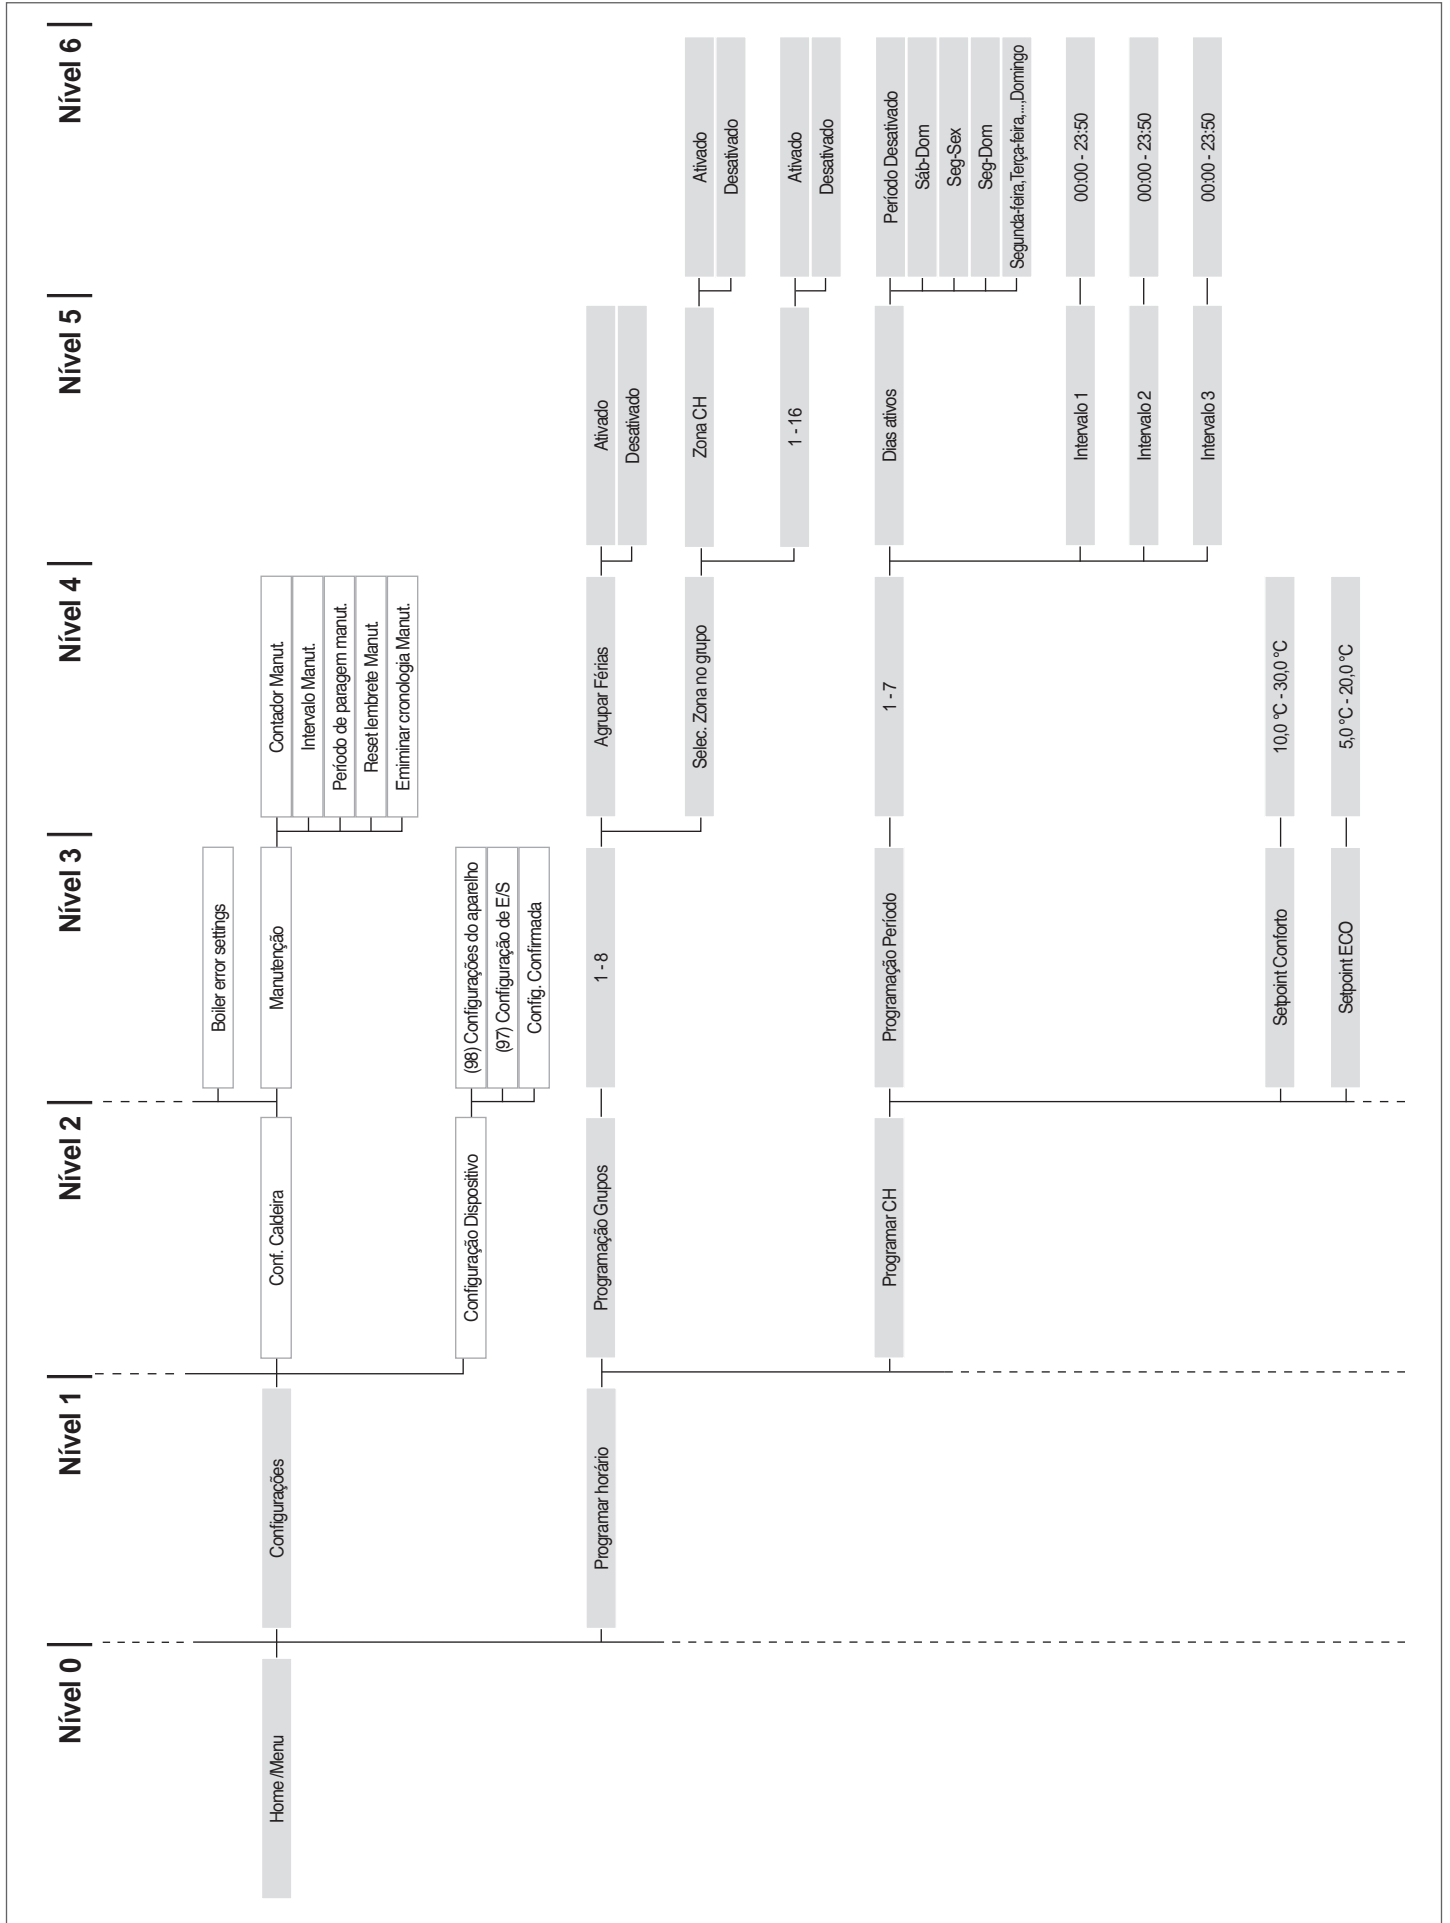 Nível 0
Nível 1
Nível 2
Nível 3
Nível 4
Nível 5
Nível 6
Boiler error settings
Home /Menu
Configurações
Conf. Caldeira
Manutenção
Contador Manut.
Intervalo Manut.
Período de paragem manut.
Reset lembrete Manut.
Emiminar cronologia Manut.
Configuração Dispositivo
(98) Configurações do aparelho
(97) Configuração de E/S
Config. Confirmada
Programar horário
Programação Grupos
1 - 8
Agrupar Férias
Ativado
Desativado
Selec. Zona no grupo
Zona CH
Ativado
Desativado
1 - 16
Ativado
Desativado
Programar CH
Programação Período
1 - 7
Dias ativos
Período Desativado
Sáb-Dom
Seg-Sex
Seg-Dom
Segunda-feira,Terça-feira,...,Domingo
Intervalo 1
00:00 - 23:50
Intervalo 2
00:00 - 23:50
Intervalo 3
00:00 - 23:50
Setpoint Conforto
10,0 °C - 30,0 °C
Setpoint ECO
5,0 °C - 20,0 °C